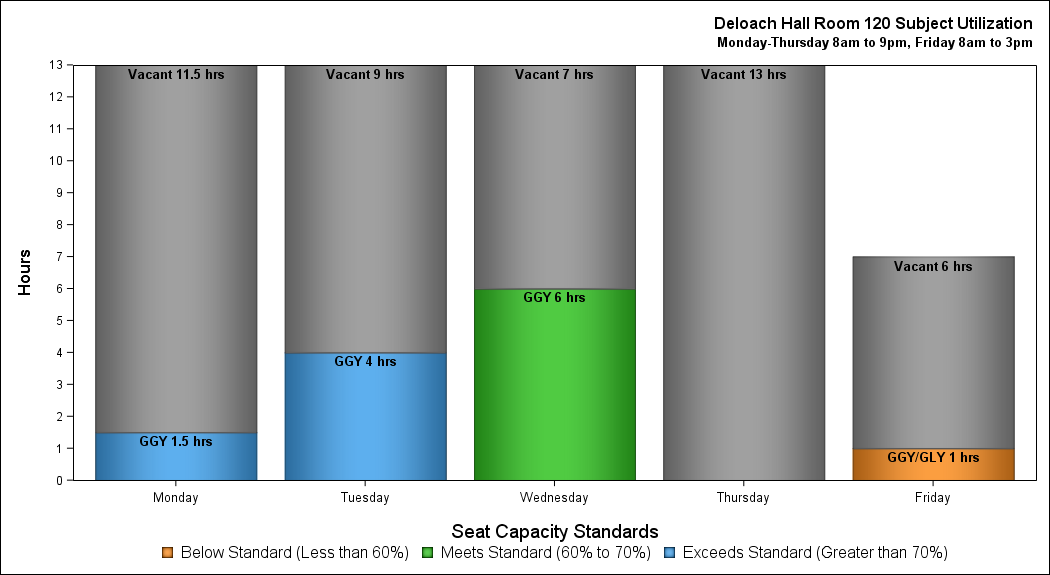 Deloach Hall Room 120 Subject Utilization
Monday-Thursday 8am to 9pm, Friday 8am to 3pm
13
12
11
10
9
8
7
6
5
4
3
2
1
0
Hours
Vacant 11.5 hrs
Vacant 9 hrs
Vacant 7 hrs
Vacant 13 hrs
Vacant 6 hrs
GGY 6 hrs
GGY 4 hrs
GGY 1.5 hrs
GGY/GLY 1 hrs
Monday
Tuesday
Wednesday
Thursday
Friday
Seat Capacity Standards
Below Standard (Less than 60%)
Meets Standard (60% to 70%)
Exceeds Standard (Greater than 70%)